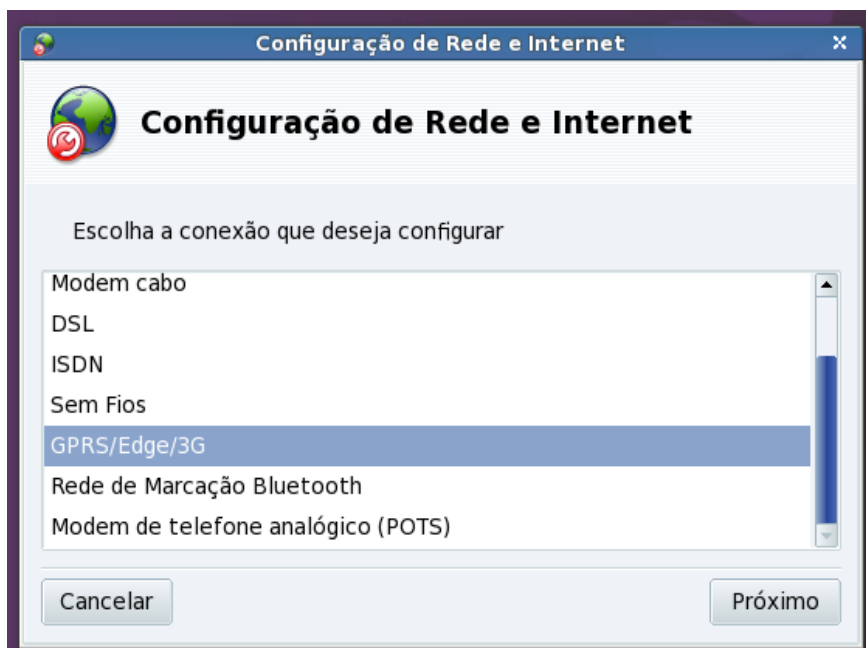 Configuração de Rede e Internet
Configuração de Rede e Internet
Escolha a conexão que deseja configurar
Modem cabo
DSL
ISDN
Sem Fios
GPRS/Edge/3G
Rede de Marcação Bluetooth
Modem de telefone analógico (POTS)
Cancelar
Próximo